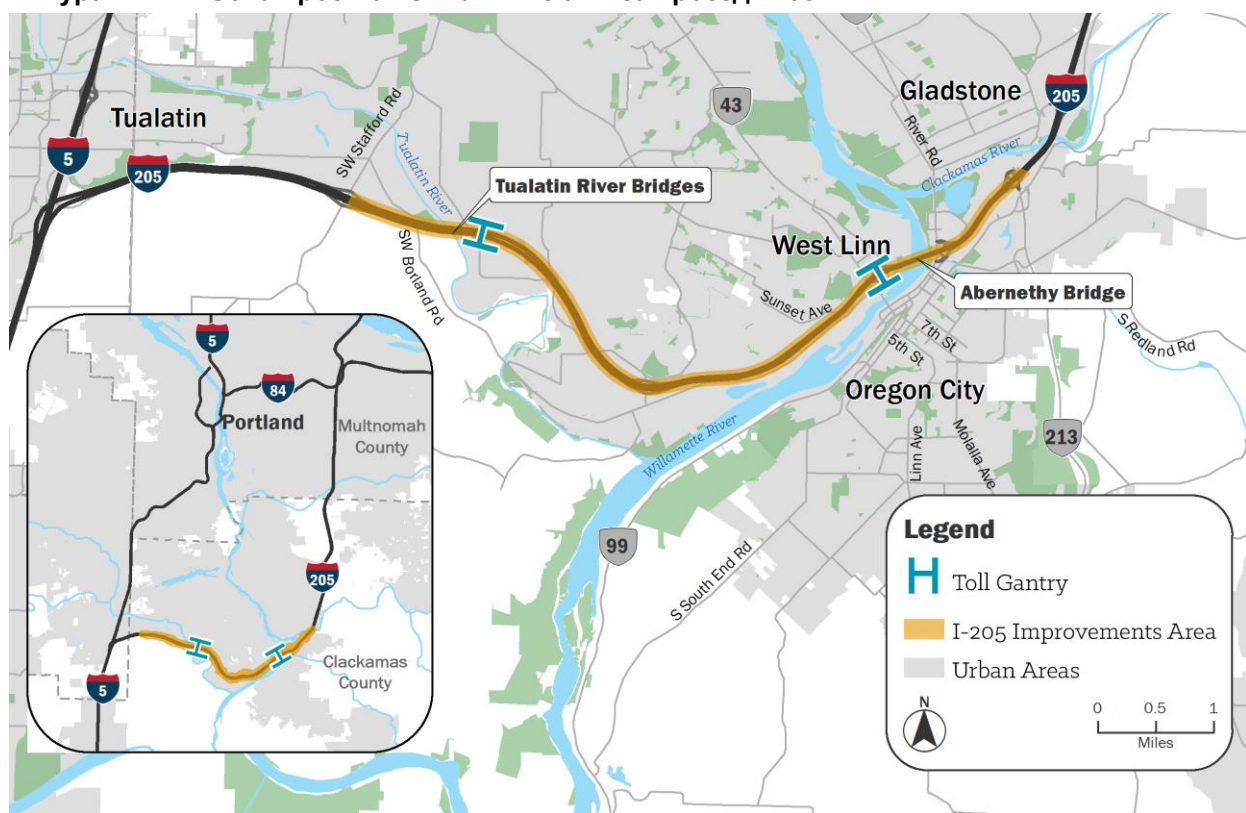 Tualatin
5
205
SW Stafford Rd
Tualatin River
Tualatin River Bridges
SW Borland Rd
43
Gladstone
205
River Rd
Clackamas River
West Linn
Sunset Ave
Abernethy Bridge
7th St
5th St
S Redland Rd
Oregon City
Willamette River
Linn Ave
Molalla Ave
213
99
S South End Rd
5
84
Portland
Multnomah
County
205
Clackamas
County
5
Legend
Toll Gantry
I-205 Improvements Area
Urban Areas
N
0 0.5 1
Miles